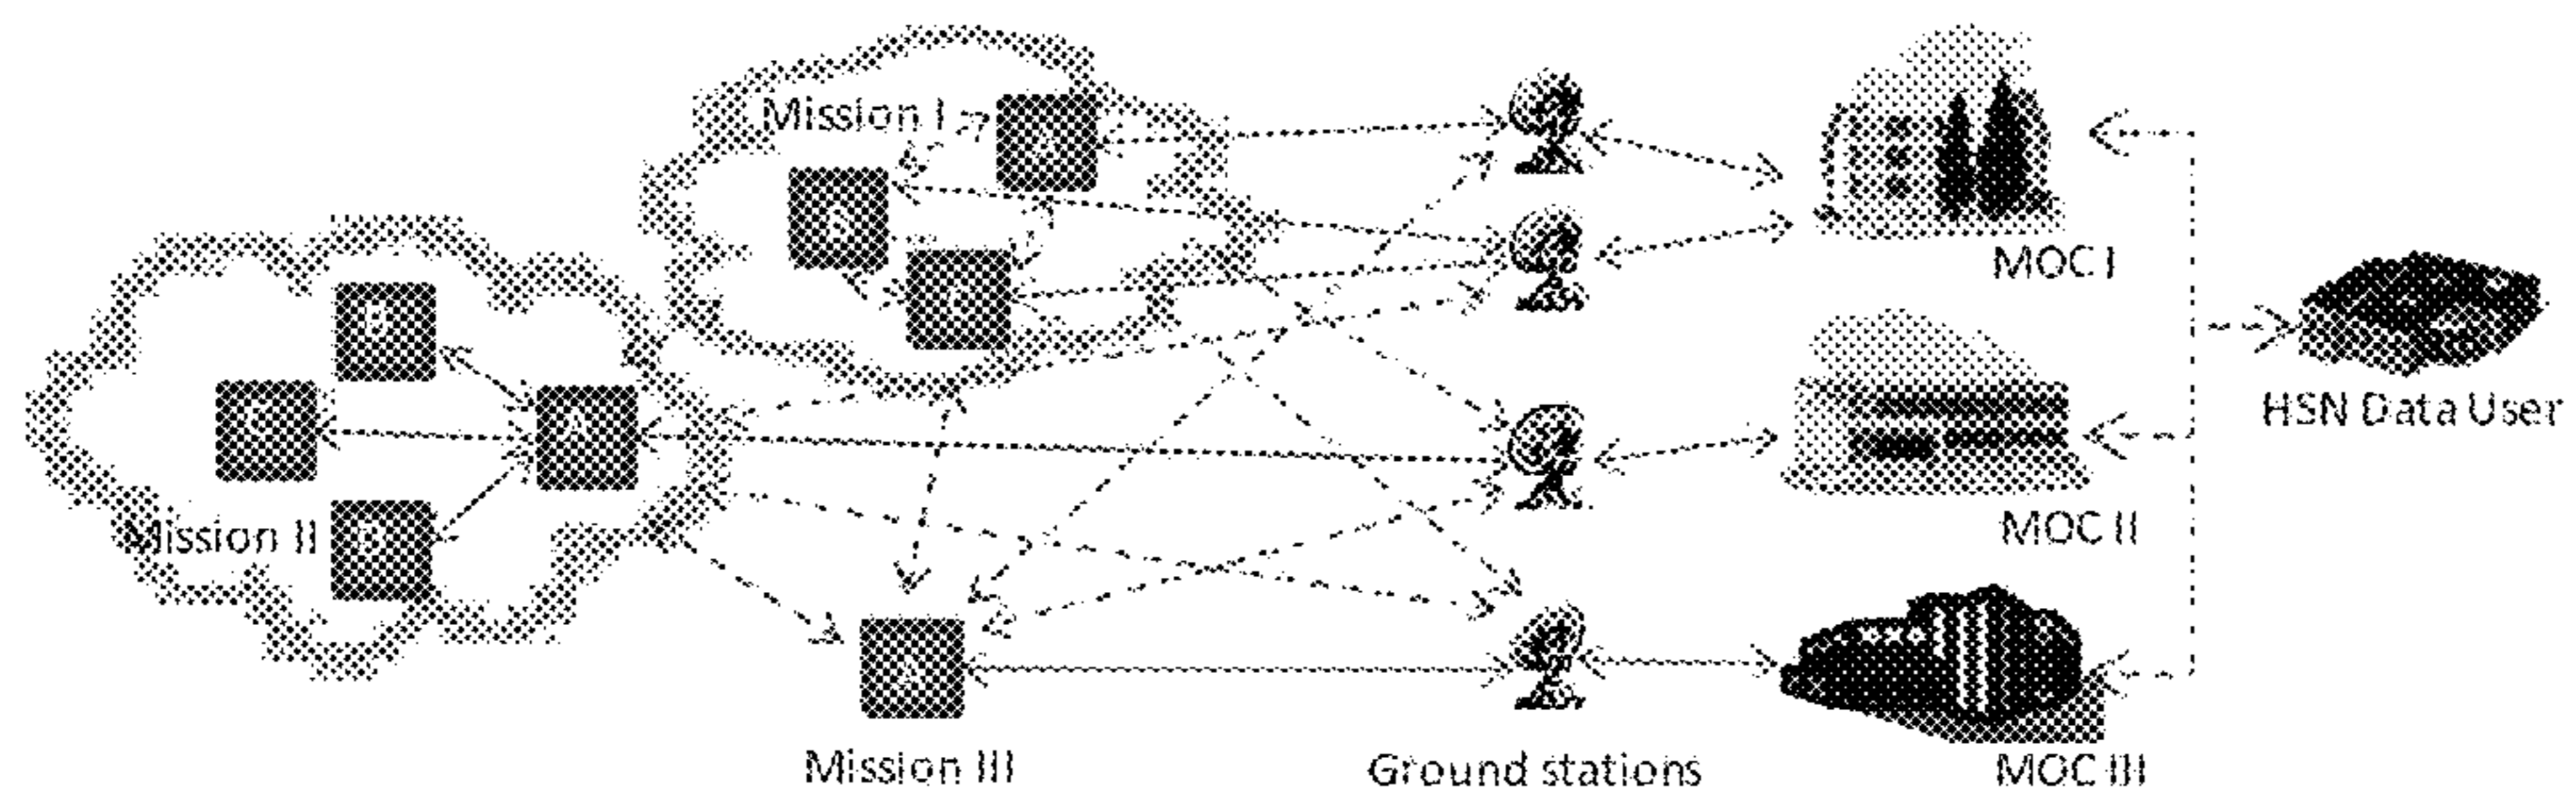 Mission I
A
B
C
MOC I
B
C
A
HSN Data User
Mission II
D
MOC II
A
Mission III
Ground stations
MOC III